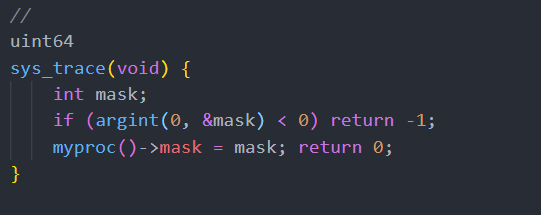 //
uint64
sys_trace(void) {
    int mask;
    if (argint(0, &mask) < 0) return -1;
    myproc()->mask = mask; return 0;
}